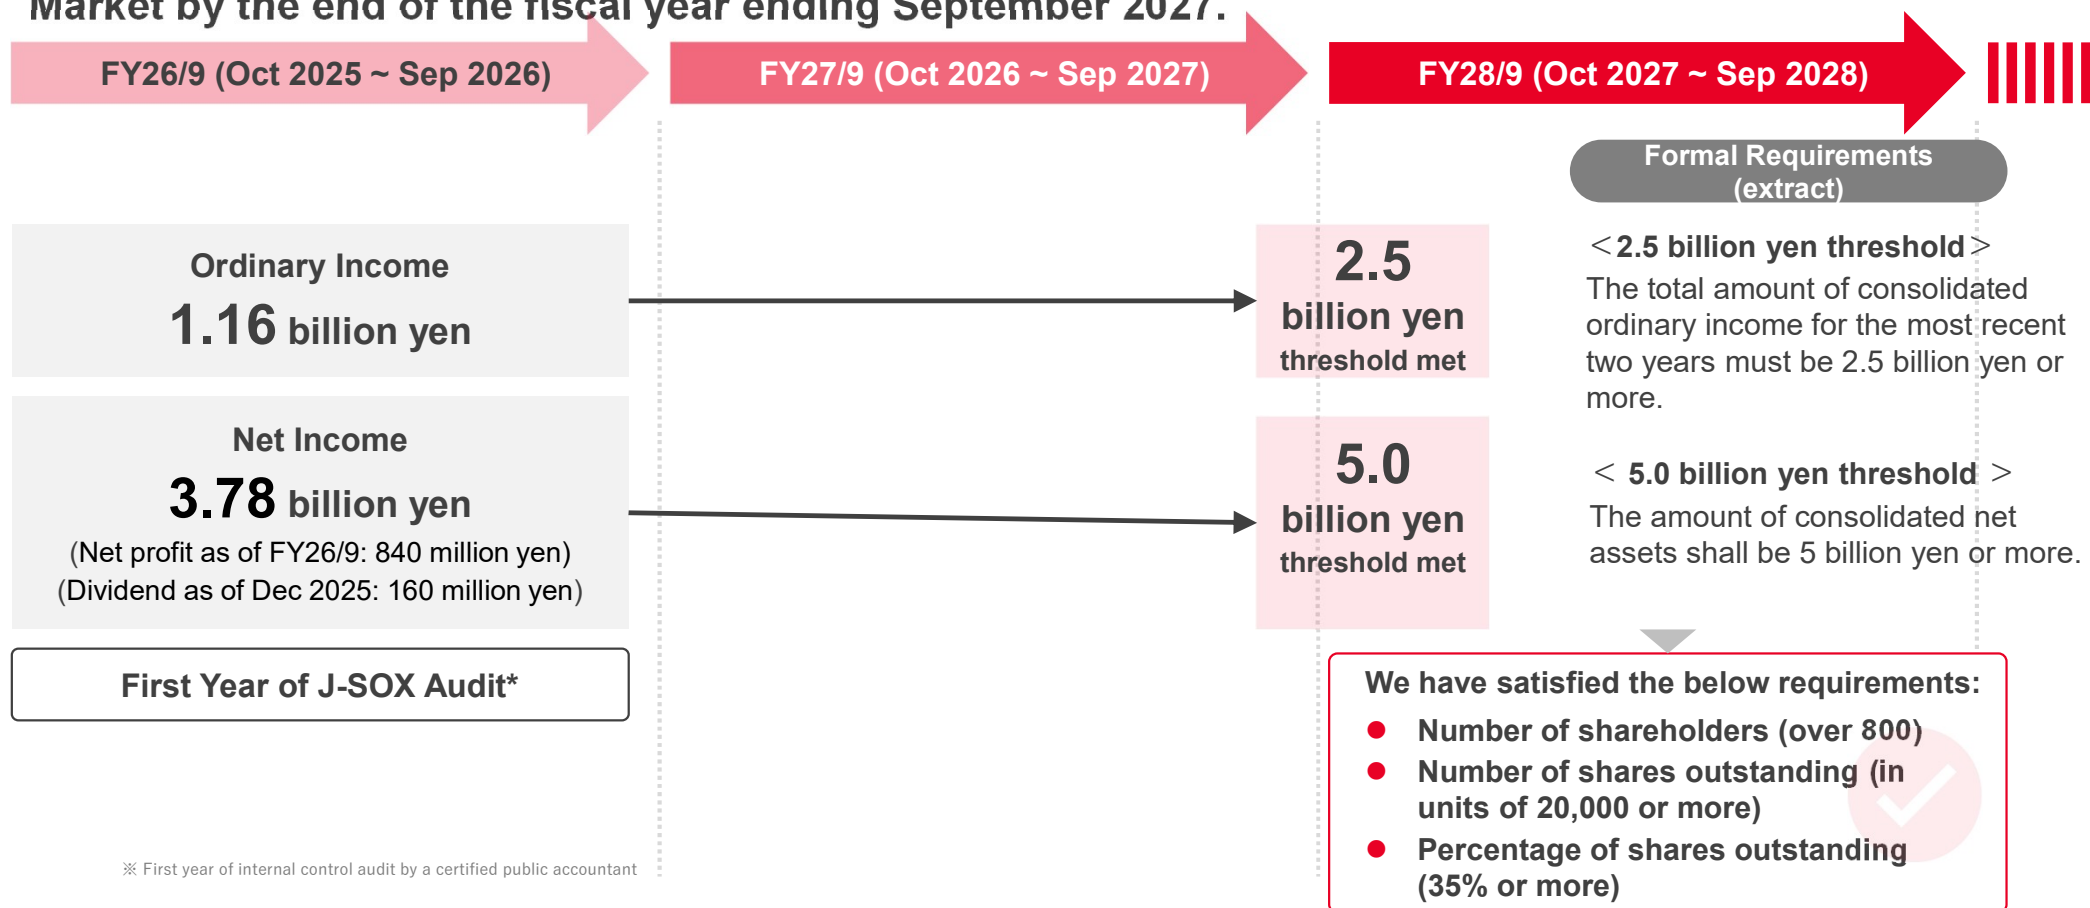 Market by the end of the fiscal year ending September 2027.
FY26/9 (Oct 2025 ~ Sep 2026)
FY27/9 (Oct 2026 ~ Sep 2027)
FY28/9 (Oct 2027 ~ Sep 2028)
Formal Requirements
(extract)
Ordinary Income
1.16 billion yen
2.5
billion yen
threshold met
＜2.5 billion yen threshold＞
The total amount of consolidated
ordinary income for the most recent
two years must be 2.5 billion yen or
more.
Net Income
3.78 billion yen
(Net profit as of FY26/9: 840 million yen)
(Dividend as of Dec 2025: 160 million yen)
5.0
billion yen
threshold met
＜ 5.0 billion yen threshold ＞
The amount of consolidated net
assets shall be 5 billion yen or more.
First Year of J-SOX Audit*
We have satisfied the below requirements:
● Number of shareholders (over 800)
● Number of shares outstanding (in
units of 20,000 or more)
● Percentage of shares outstanding
(35% or more)
※ First year of internal control audit by a certified public accountant